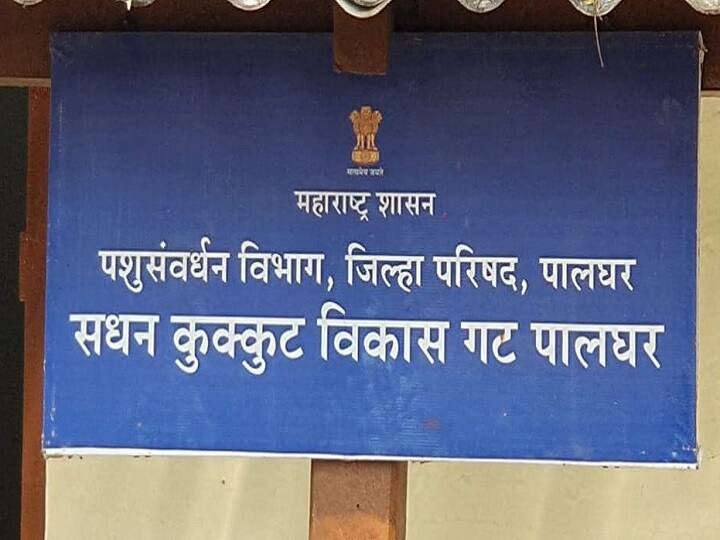 सत्यमेव जयते
महाराष्ट्र शासन
पशुसंवर्धन विभाग, जिल्हा परिषद, पालघर
सधन कुक्कुट विकास गट पालघर